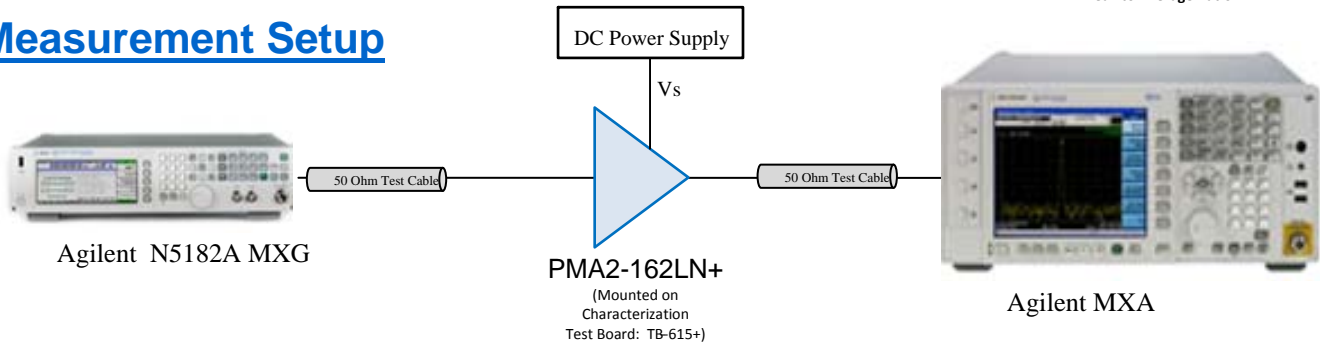 Measurement Setup
DC Power Supply
Vs
50 Ohm Test Cable
50 Ohm Test Cable
Agilent N5182A MXG
PMA2-162LN+
(Mounted on
Characterization
Test Board: TB-615+)
Agilent MXA